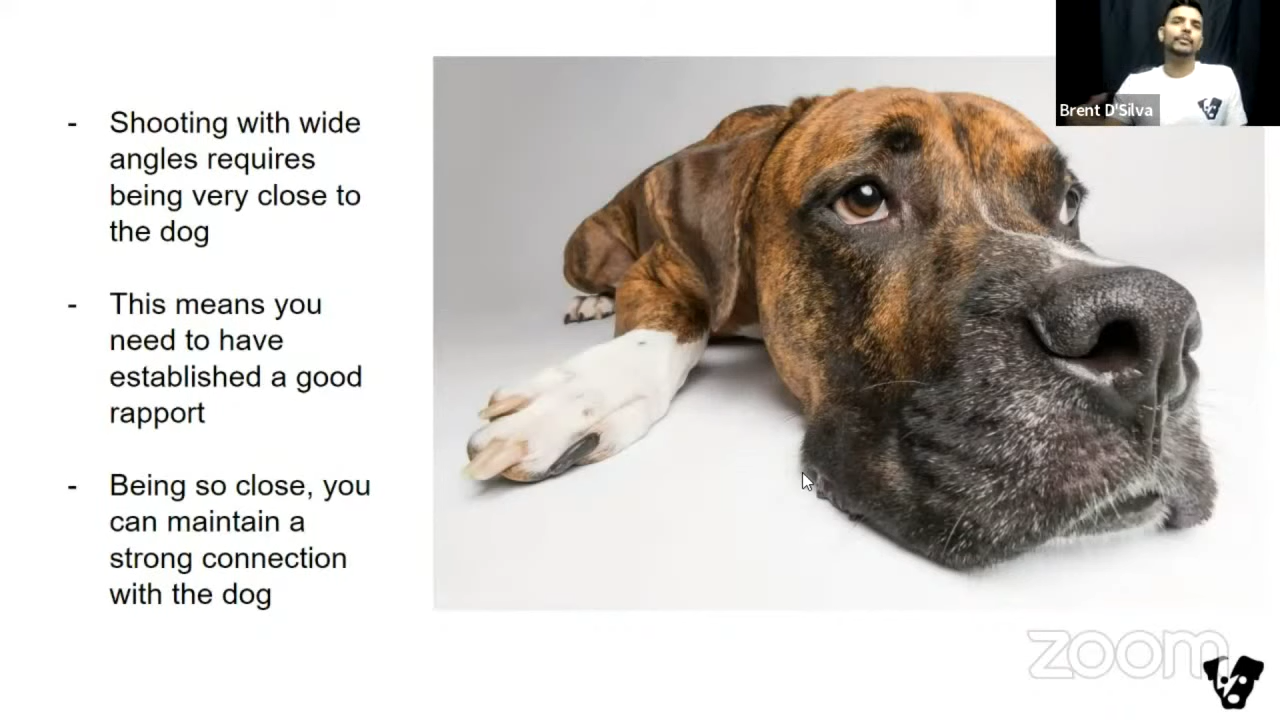 - Shooting with wide
angles requires
being very close to
the dog
- This means you
need to have
established a good
rapport
- Being so close, you
can maintain a
strong connection
with the dog
Brent D'Silva
zoom